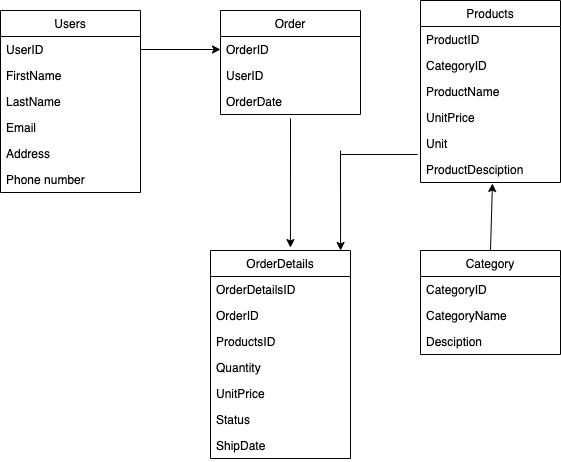 Users
UserID
FirstName
LastName
Email
Address
Phone number
Order
OrderID
UserID
OrderDate
Products
ProductID
CategoryID
ProductName
UnitPrice
Unit
ProductDesciption
OrderDetails
OrderDetailsID
OrderID
ProductsID
Quantity
UnitPrice
Status
ShipDate
Category
CategoryID
CategoryName
Desciption